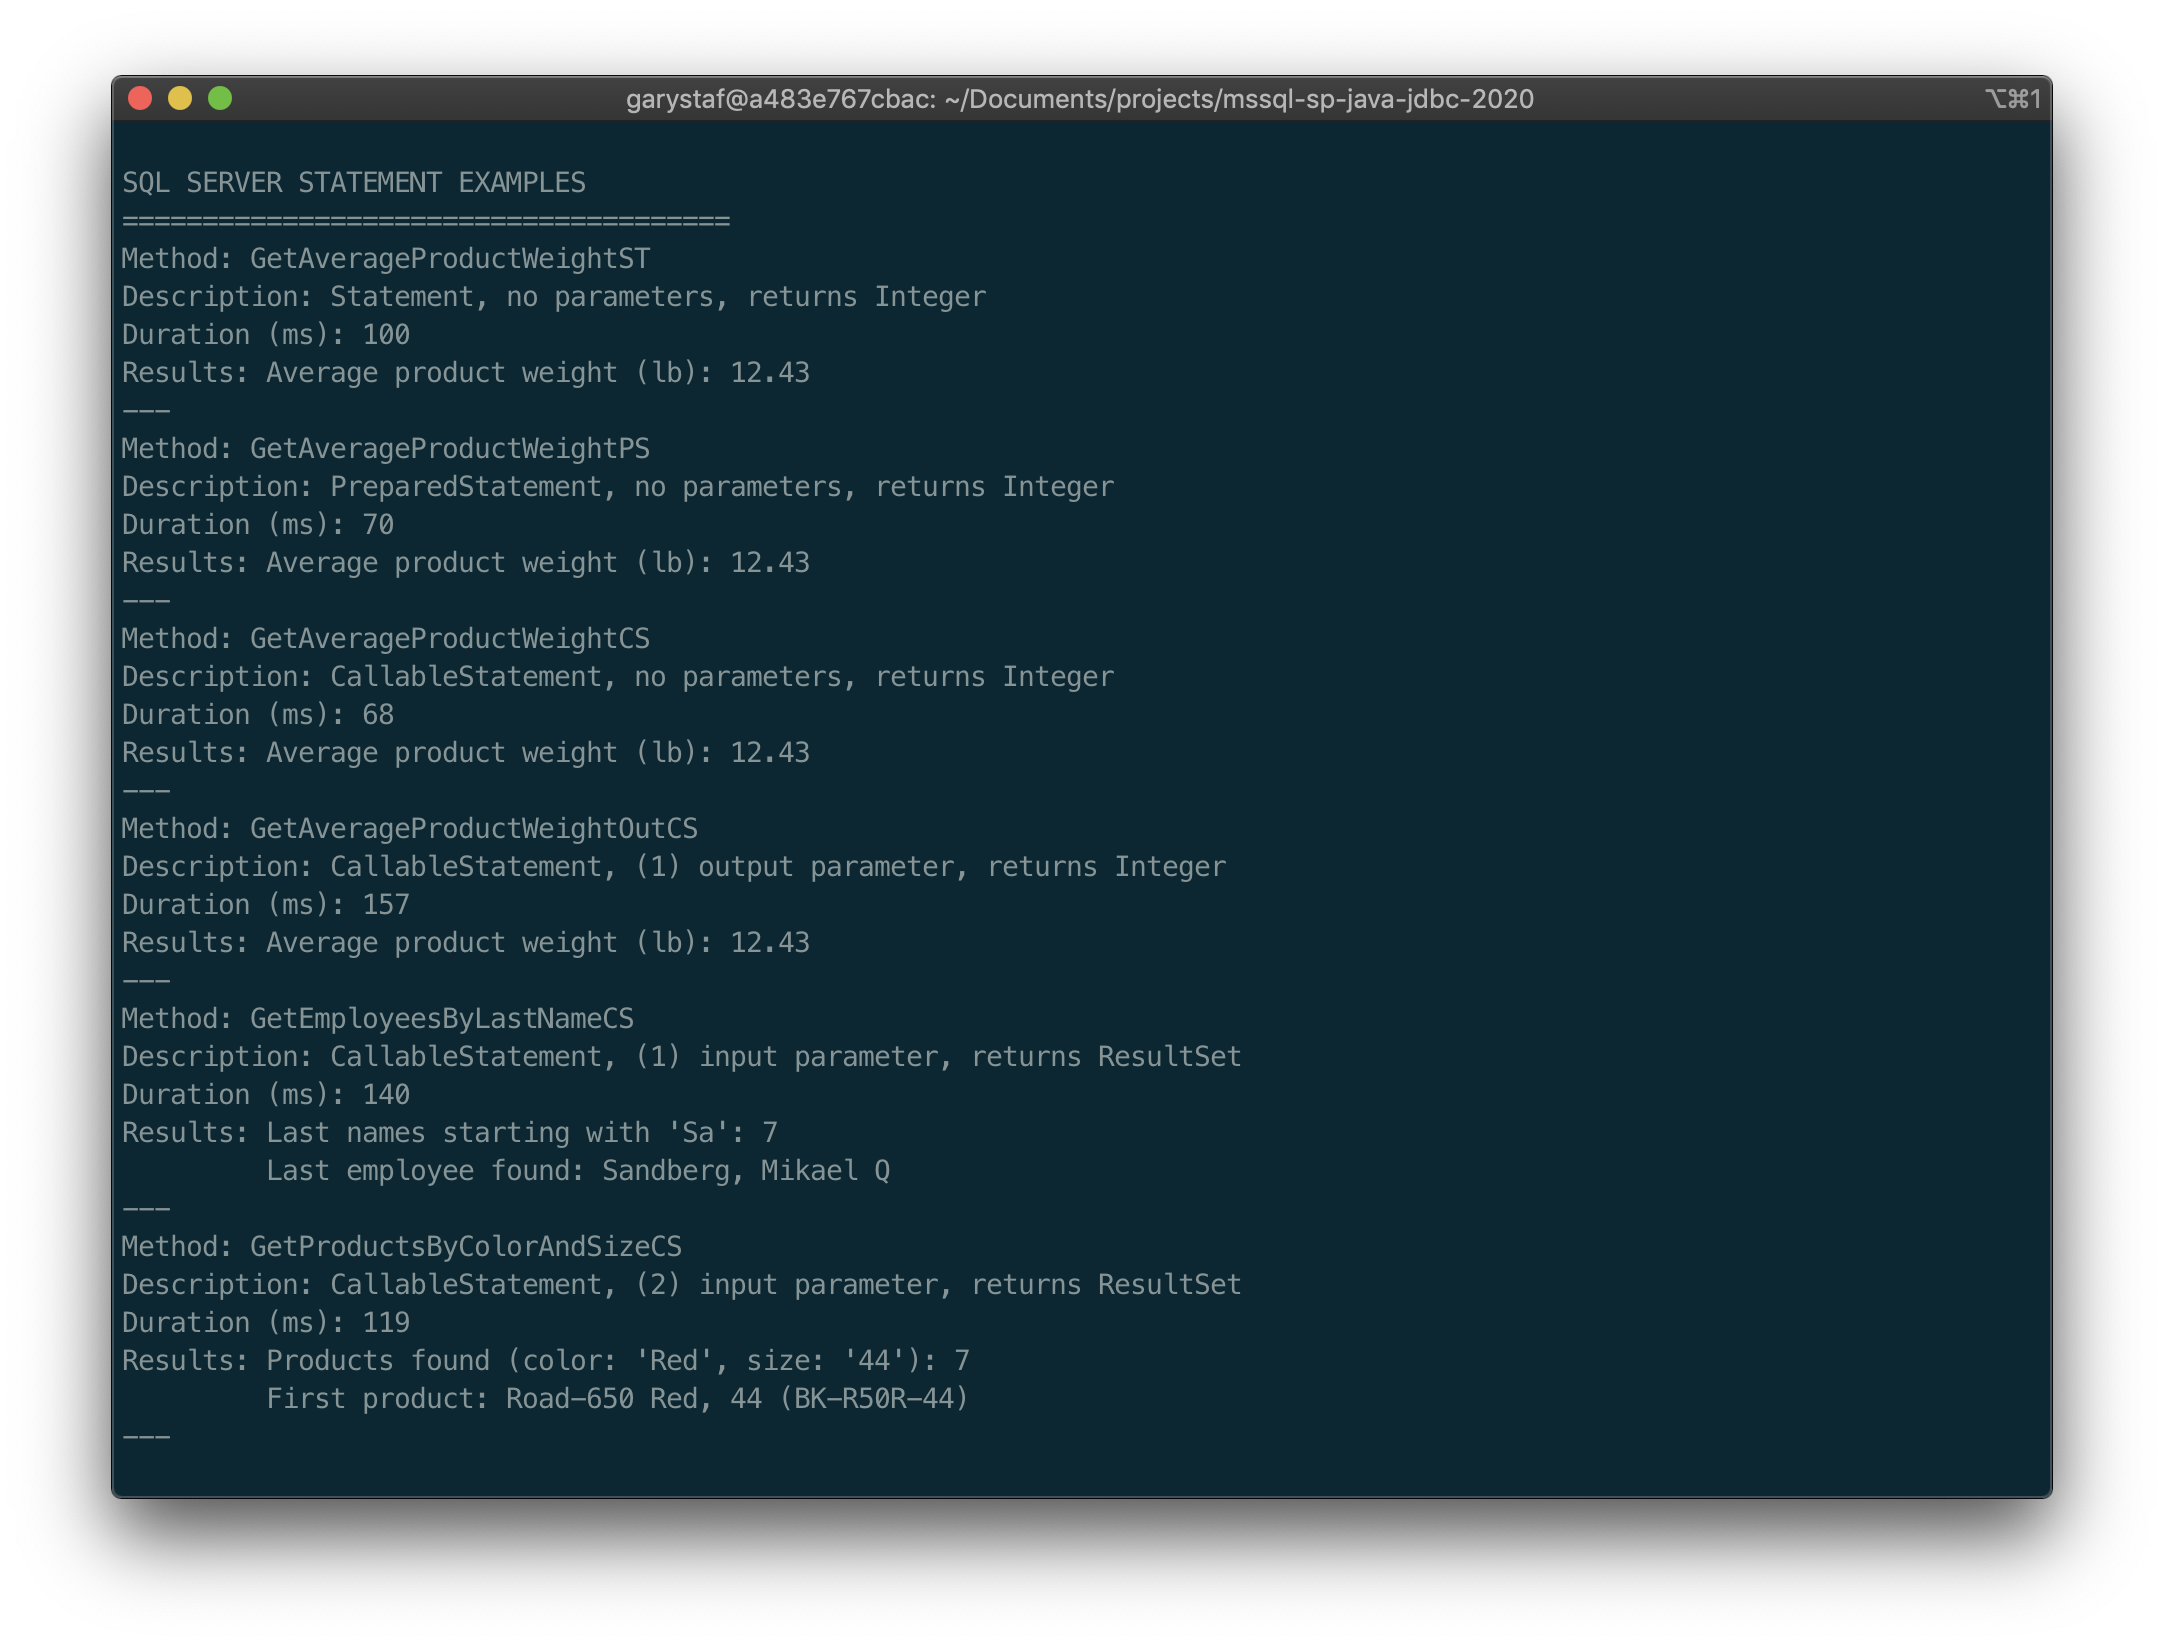 garystaf@a483e767cbac: ~/Documents/projects/mssql-sp-java-jdbc-2020 ⌥⌘1
SQL SERVER STATEMENT EXAMPLES
======================================
Method: GetAverageProductWeightST
Description: Statement, no parameters, returns Integer
Duration (ms): 100
Results: Average product weight (lb): 12.43
---
Method: GetAverageProductWeightPS
Description: PreparedStatement, no parameters, returns Integer
Duration (ms): 70
Results: Average product weight (lb): 12.43
---
Method: GetAverageProductWeightCS
Description: CallableStatement, no parameters, returns Integer
Duration (ms): 68
Results: Average product weight (lb): 12.43
---
Method: GetAverageProductWeightOutCS
Description: CallableStatement, (1) output parameter, returns Integer
Duration (ms): 157
Results: Average product weight (lb): 12.43
---
Method: GetEmployeesByLastNameCS
Description: CallableStatement, (1) input parameter, returns ResultSet
Duration (ms): 140
Results: Last names starting with 'Sa': 7
         Last employee found: Sandberg, Mikael Q
---
Method: GetProductsByColorAndSizeCS
Description: CallableStatement, (2) input parameter, returns ResultSet
Duration (ms): 119
Results: Products found (color: 'Red', size: '44'): 7
         First product: Road-650 Red, 44 (BK-R50R-44)
---